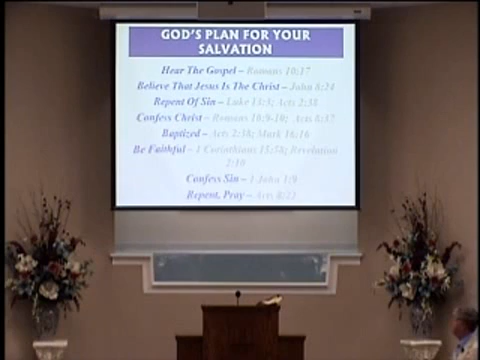 GOD'S PLAN FOR YOUR
SALVATION
Hear The Gospel – Romans 10:17
Believe That Jesus Is The Christ – John 8:24
Repent Of Sin – Luke 13:3; Acts 2:38
Confess Christ – Romans 10:9-10; Acts 8:37
Baptized – Acts 2:38; Mark 16:16
Be Faithful – 1 Corinthians 15:58; Revelation
2:10
Confess Sin – 1 John 1:9
Repent, Pray – Acts 8:22